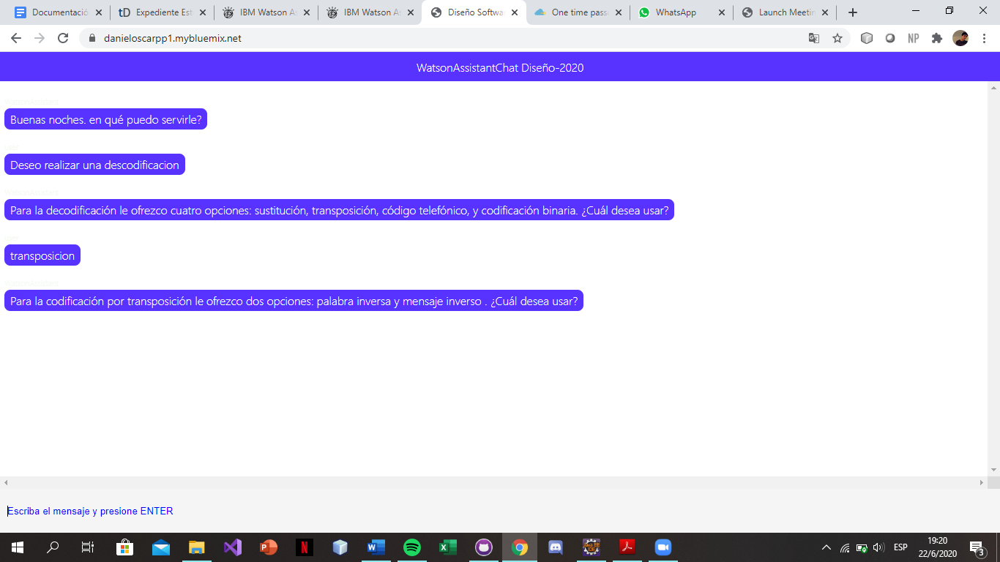 Documentació
tD Expediente Est
IBM Watson As
IBM Watson As
Diseño Softwa
One time pass
WhatsApp
Launch Meetin
danieloscarpp1.mybluemix.net
NP
WatsonAssistantChat Diseño-2020
WatsonAssistant
Buenas noches. en qué puedo servirle?
Deseo realizar una descodificacion
WatsonAssistant
Para la decodificación le ofrezco cuatro opciones: sustitución, transposición, código telefónico, y codificación binaria. ¿Cuál desea usar?
transposicion
WatsonAssistant
Para la codificación por transposición le ofrezco dos opciones: palabra inversa y mensaje inverso . ¿Cuál desea usar?
Escriba el mensaje y presione ENTER
ESP
19:20
22/6/2020
3